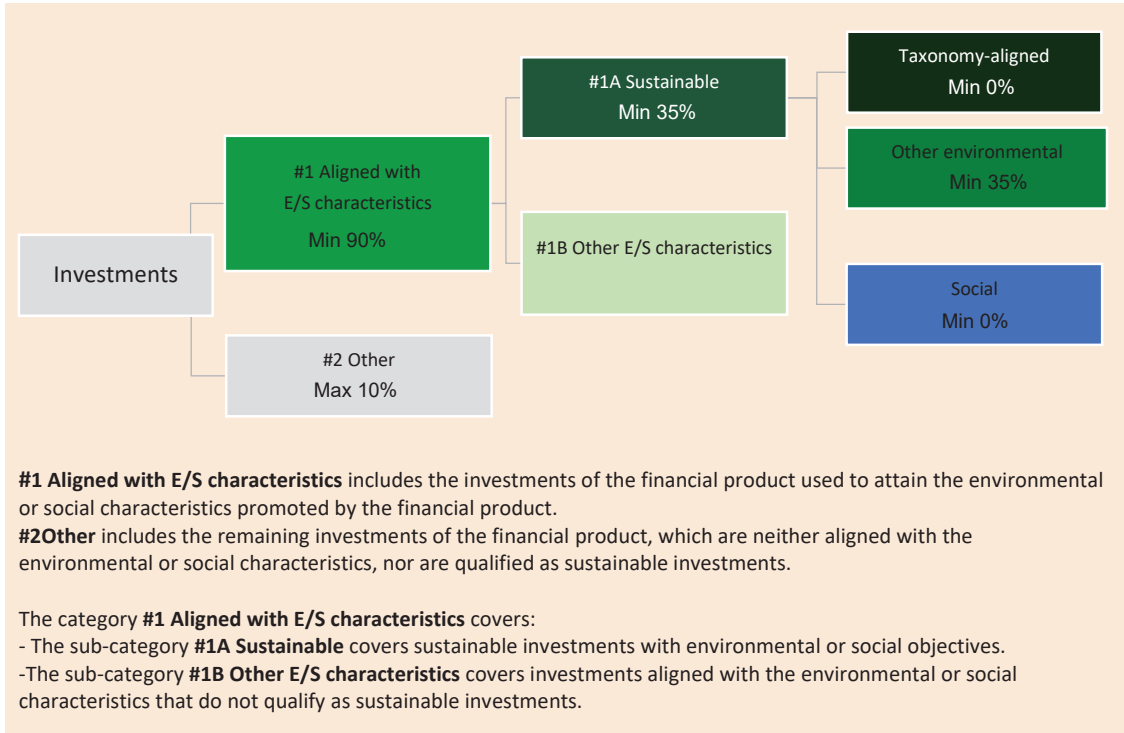 Taxonomy-aligned
Min 0%
#1A Sustainable
Min 35%
Other environmental
Min 35%
#1 Aligned with
E/S characteristics
Min 90%
#1B Other E/S characteristics
Investments
Social
Min 0%
#2 Other
Max 10%
#1 Aligned with E/S characteristics includes the investments of the financial product used to attain the environmental
or social characteristics promoted by the financial product.
#2Other includes the remaining investments of the financial product, which are neither aligned with the
environmental or social characteristics, nor are qualified as sustainable investments.
The category #1 Aligned with E/S characteristics covers:
- The sub-category #1A Sustainable covers sustainable investments with environmental or social objectives.
-The sub-category #1B Other E/S characteristics covers investments aligned with the environmental or social
characteristics that do not qualify as sustainable investments.